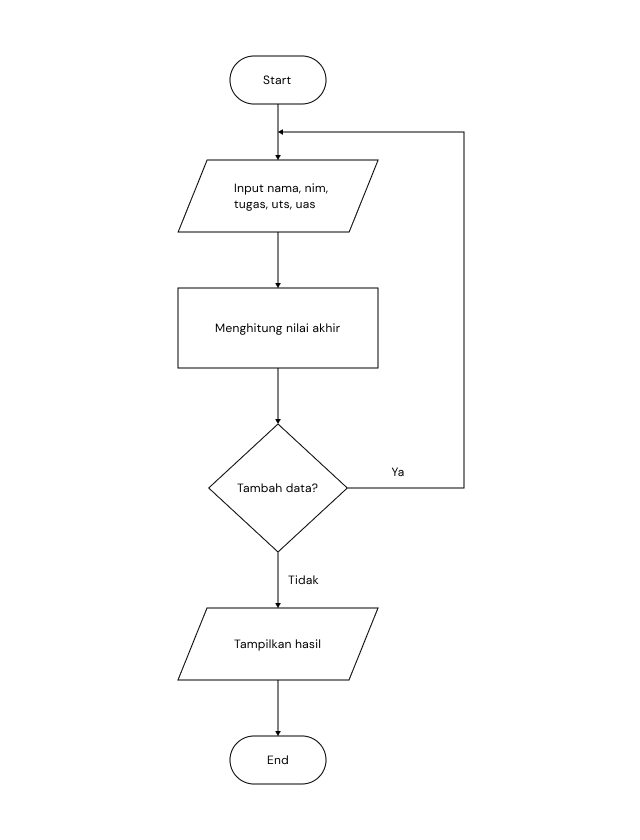 Start
Input nama, nim,
tugas, uts, uas
Menghitung nilai akhir
Tambah data?
Ya
Tidak
Tampilkan hasil
End